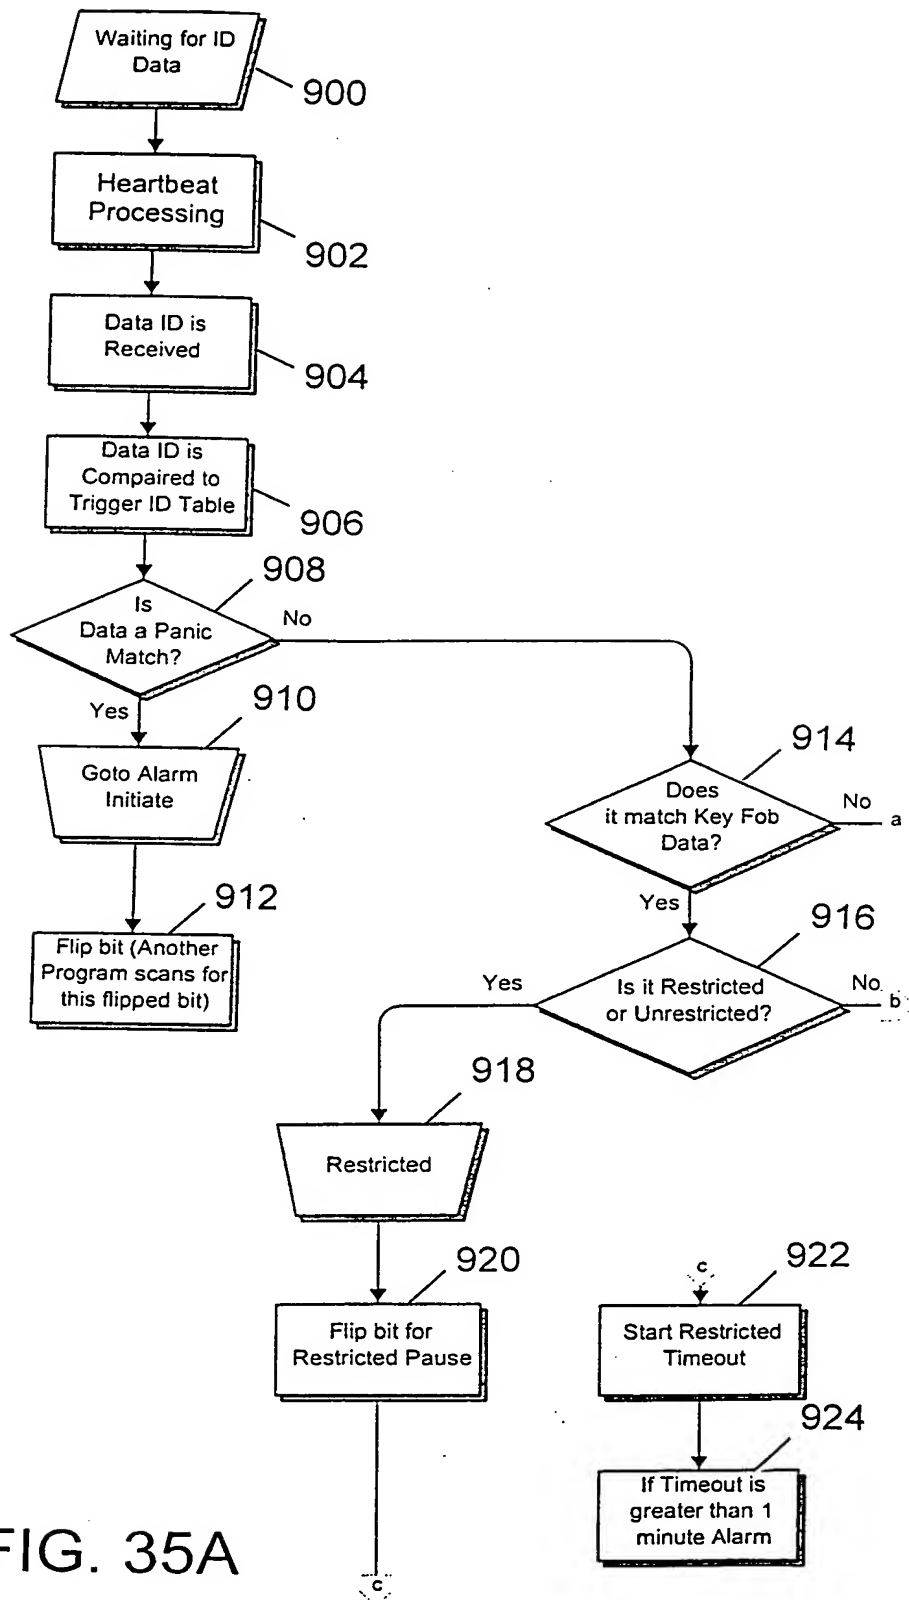 Waiting for ID
Data
900
Heartbeat
Processing
902
Data ID is
Received
904
Data ID is
Compaired to
Trigger ID Table
906
908
Is
Data a Panic
Match?
No
Yes
910
Goto Alarm
Initiate
912
Flip bit (Another
Program scans for
this flipped bit)
914
Does
it match Key Fob
Data?
No
a
Yes
916
Is it Restricted
or Unrestricted?
No
b
Yes
918
Restricted
920
Flip bit for
Restricted Pause
c
c
922
Start Restricted
Timeout
924
If Timeout is
greater than 1
minute Alarm
FIG. 35A